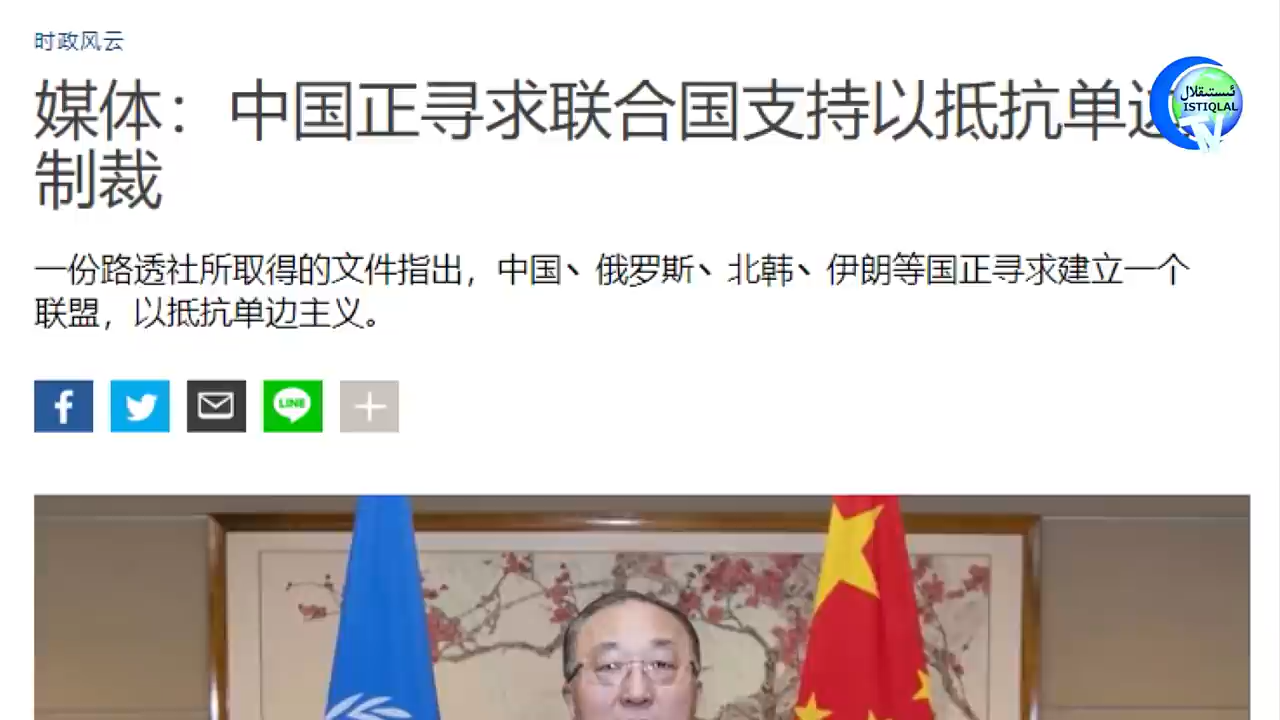 时政风云
媒体：中国正寻求联合国支持以抵抗单边
制裁
一份路透社所取得的文件指出，中国、俄罗斯、北韩、伊朗等国正寻求建立一个
联盟，以抵抗单边主义。
LINE
ئىستىقلال
ISTIQLAL
TV